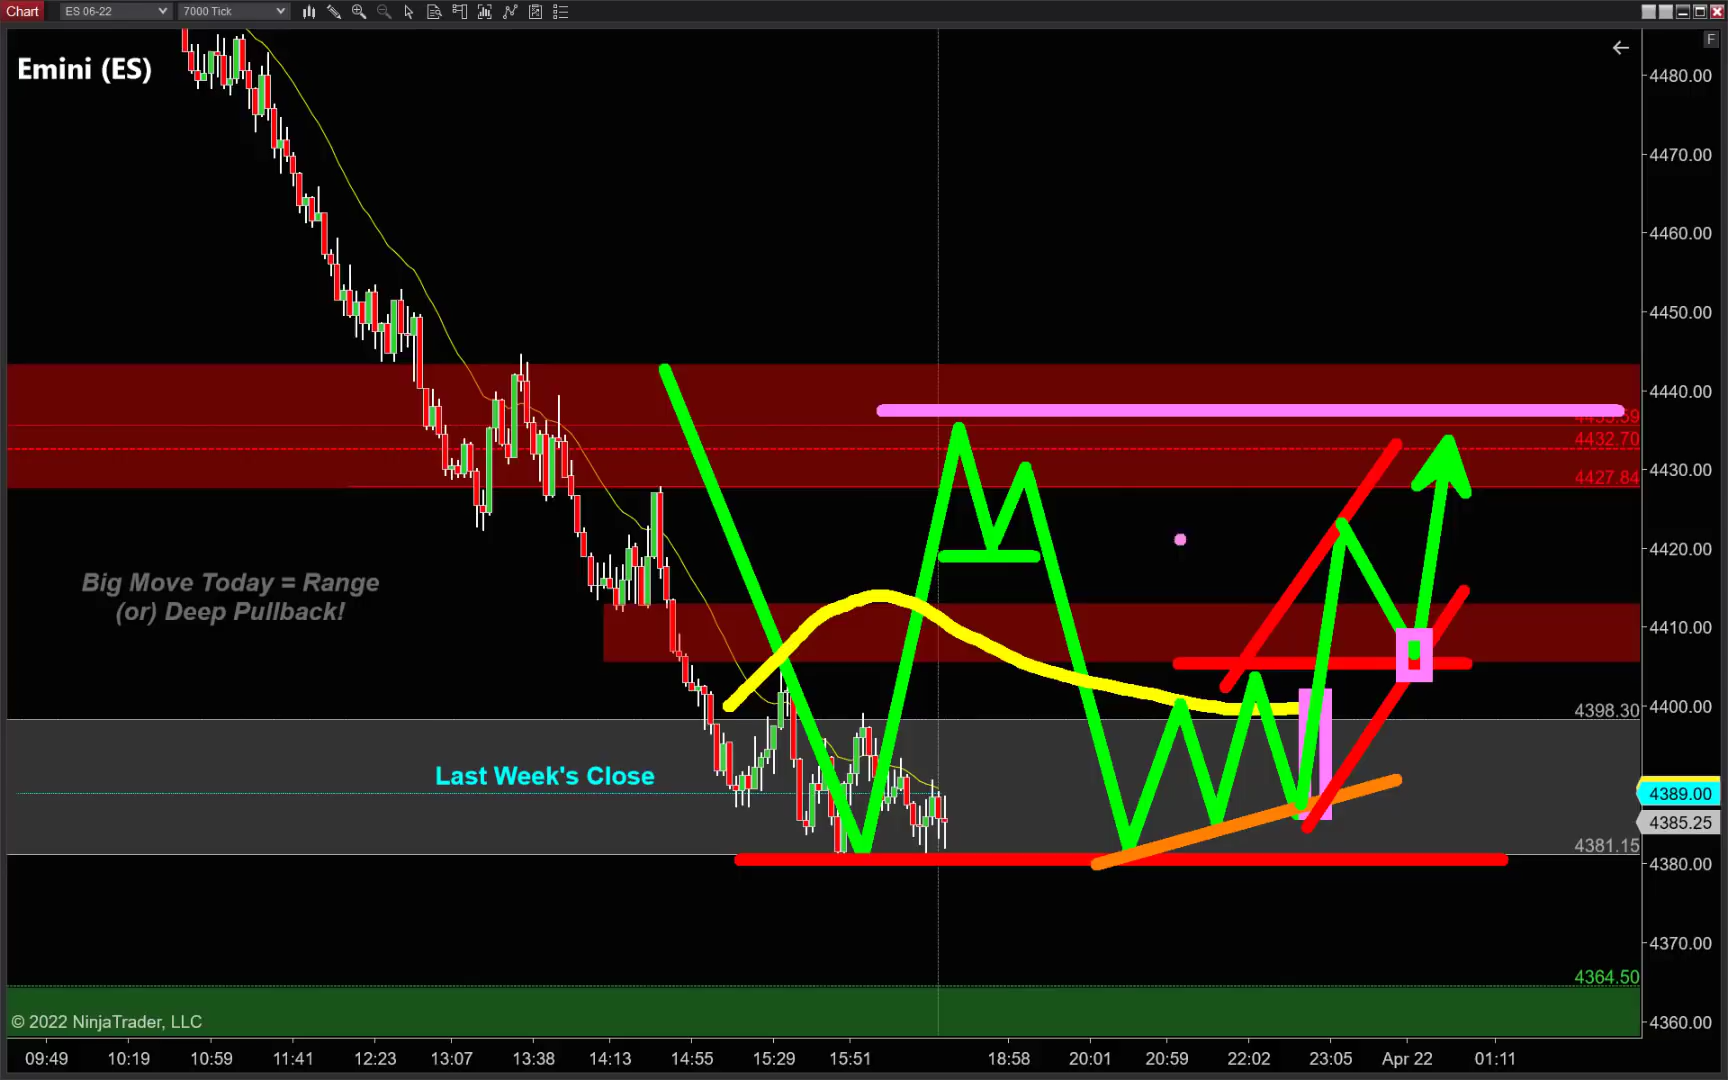 Chart
ES 06-22
7000 Tick
F
Emini (ES)
4480.00
4470.00
4460.00
4450.00
4440.00
4432.70
4430.00
4427.84
4420.00
Big Move Today = Range
(or) Deep Pullback!
4410.00
4400.00
4398.30
Last Week's Close
4389.00
4385.25
4381.15
4380.00
4370.00
4364.50
4360.00
© 2022 NinjaTrader, LLC
09:49 10:19 10:59 11:41 12:23 13:07 13:38 14:13 14:55 15:29 15:51 18:58 20:01 20:59 22:02 23:05 Apr 22 01:11